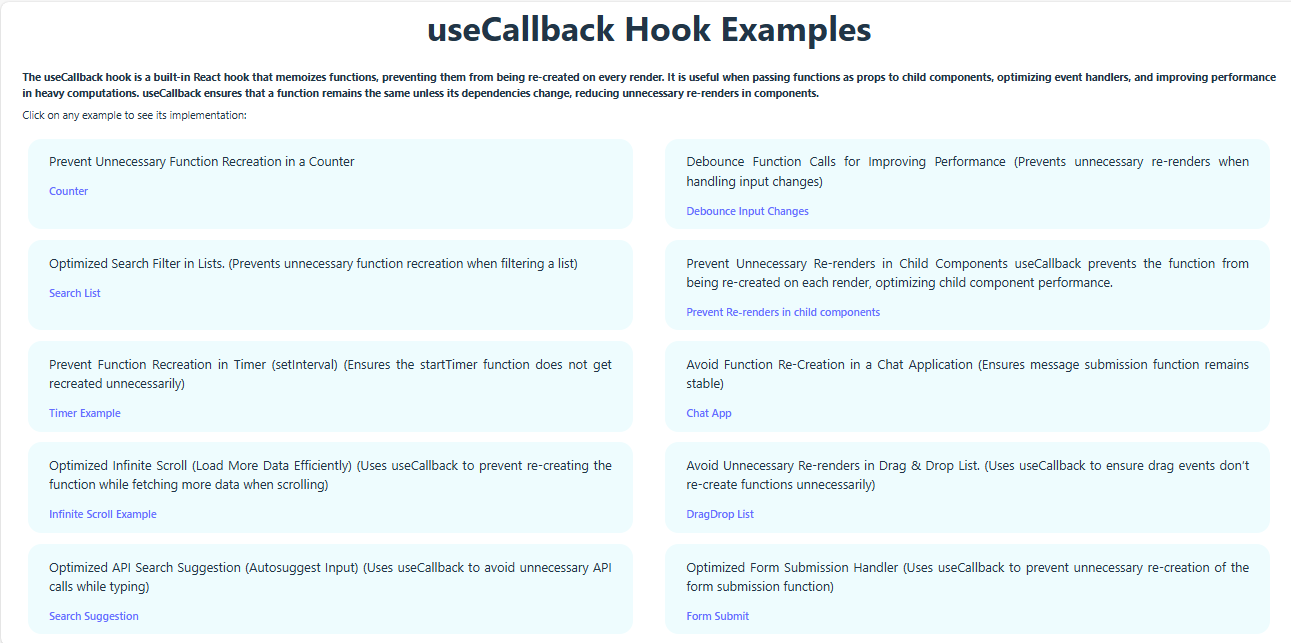 useCallback Hook Examples
The useCallback hook is a built-in React hook that memoizes functions, preventing them from being re-created on every render. It is useful when passing functions as props to child components, optimizing event handlers, and improving performance
in heavy computations. useCallback ensures that a function remains the same unless its dependencies change, reducing unnecessary re-renders in components.
Click on any example to see its implementation:
Prevent Unnecessary Function Recreation in a Counter
Counter
Debounce Function Calls for Improving Performance (Prevents unnecessary re-renders when
handling input changes)
Debounce Input Changes
Optimized Search Filter in Lists. (Prevents unnecessary function recreation when filtering a list)
Search List
Prevent Unnecessary Re-renders in Child Components useCallback prevents the function from
being re-created on each render, optimizing child component performance.
Prevent Re-renders in child components
Prevent Function Recreation in Timer (setInterval) (Ensures the startTimer function does not get
recreated unnecessarily)
Timer Example
Avoid Function Re-Creation in a Chat Application (Ensures message submission function remains
stable)
Chat App
Optimized Infinite Scroll (Load More Data Efficiently) (Uses useCallback to prevent re-creating the
function while fetching more data when scrolling)
Infinite Scroll Example
Avoid Unnecessary Re-renders in Drag & Drop List. (Uses useCallback to ensure drag events don't
re-create functions unnecessarily)
DragDrop List
Optimized API Search Suggestion (Autosuggest Input) (Uses useCallback to avoid unnecessary API
calls while typing)
Search Suggestion
Optimized Form Submission Handler (Uses useCallback to prevent unnecessary re-creation of the
form submission function)
Form Submit